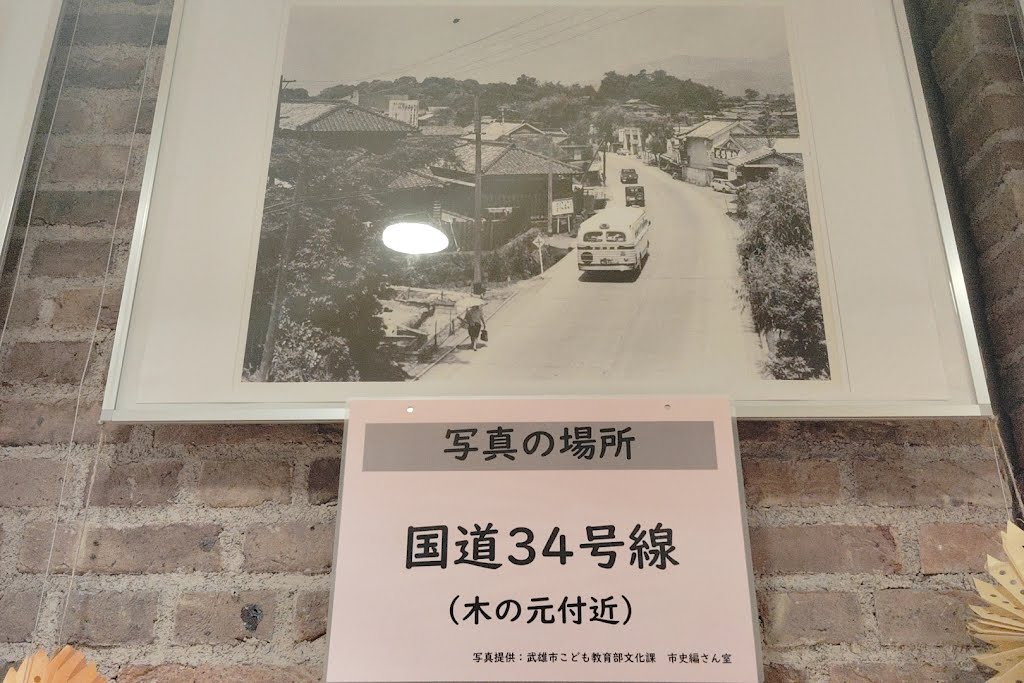 写真の場所
国道34号線
(木の元付近)
写真提供：武雄市こども教育部文化課　市史編さん室